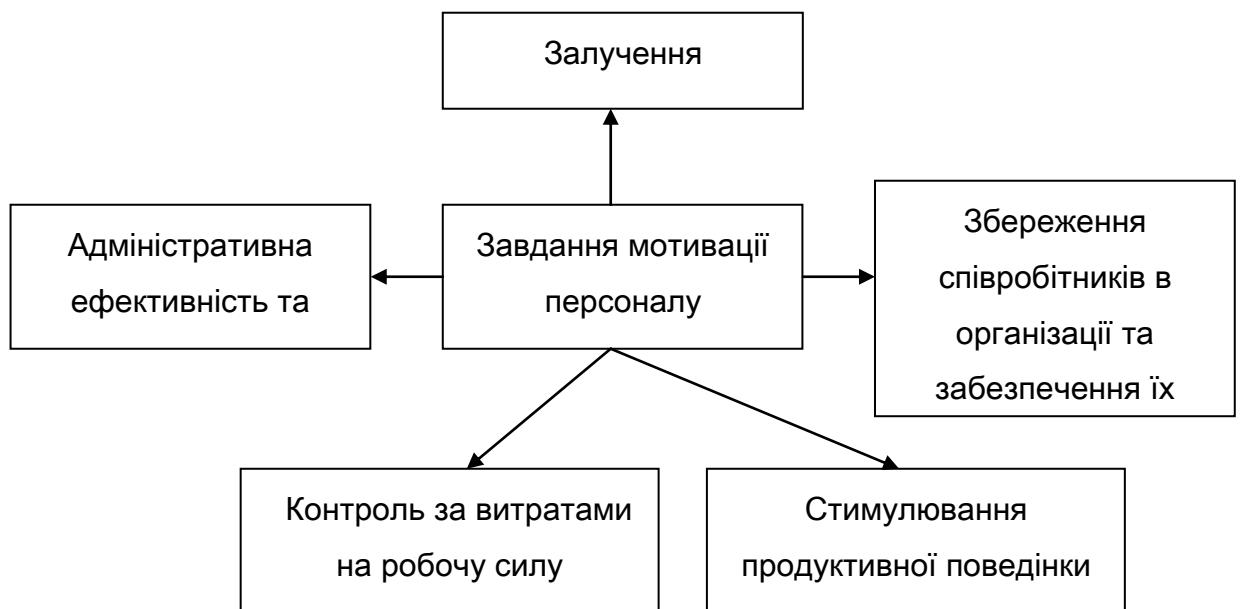 Залучення
Адміністративна
ефективність та
Завдання мотивації
персоналу
Збереження
співробітників в
організації та
забезпечення їх
Контроль за витратами
на робочу силу
Стимулювання
продуктивної поведінки